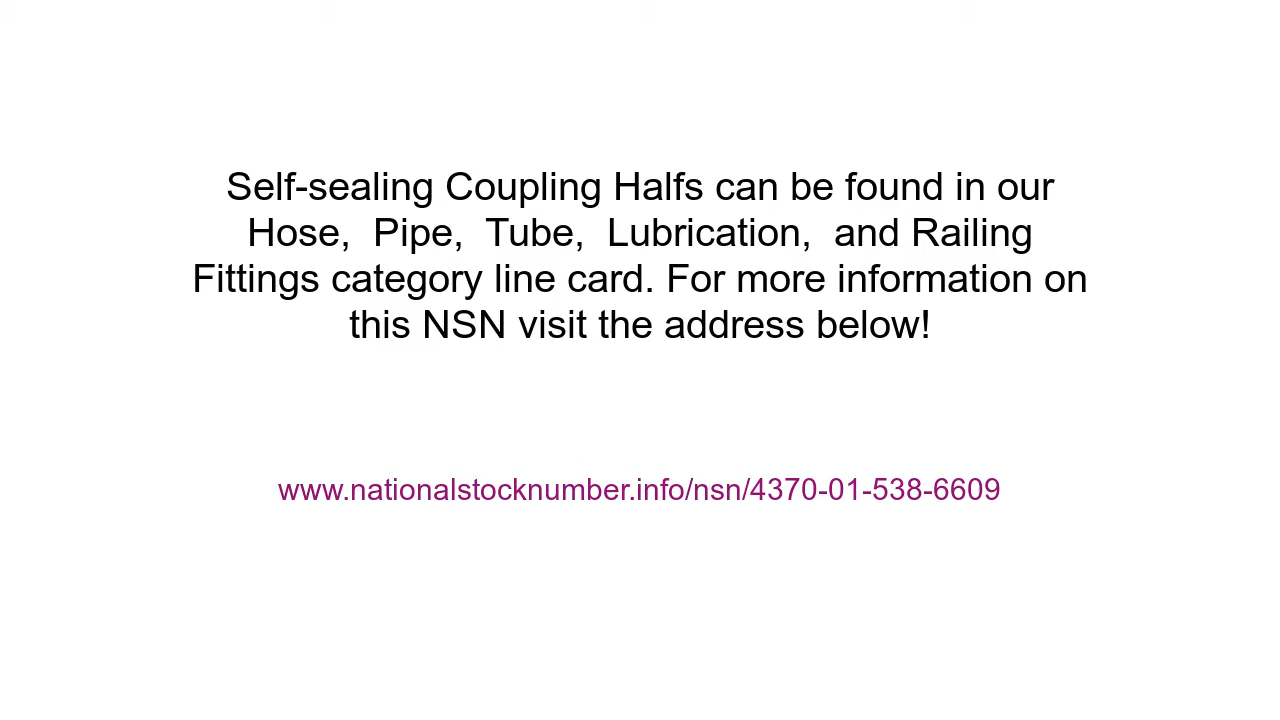 Self-sealing Coupling Halfs can be found in our
Hose,  Pipe,  Tube,  Lubrication,  and Railing
Fittings category line card. For more information on
this NSN visit the address below!
www.nationalstocknumber.info/nsn/4370-01-538-6609